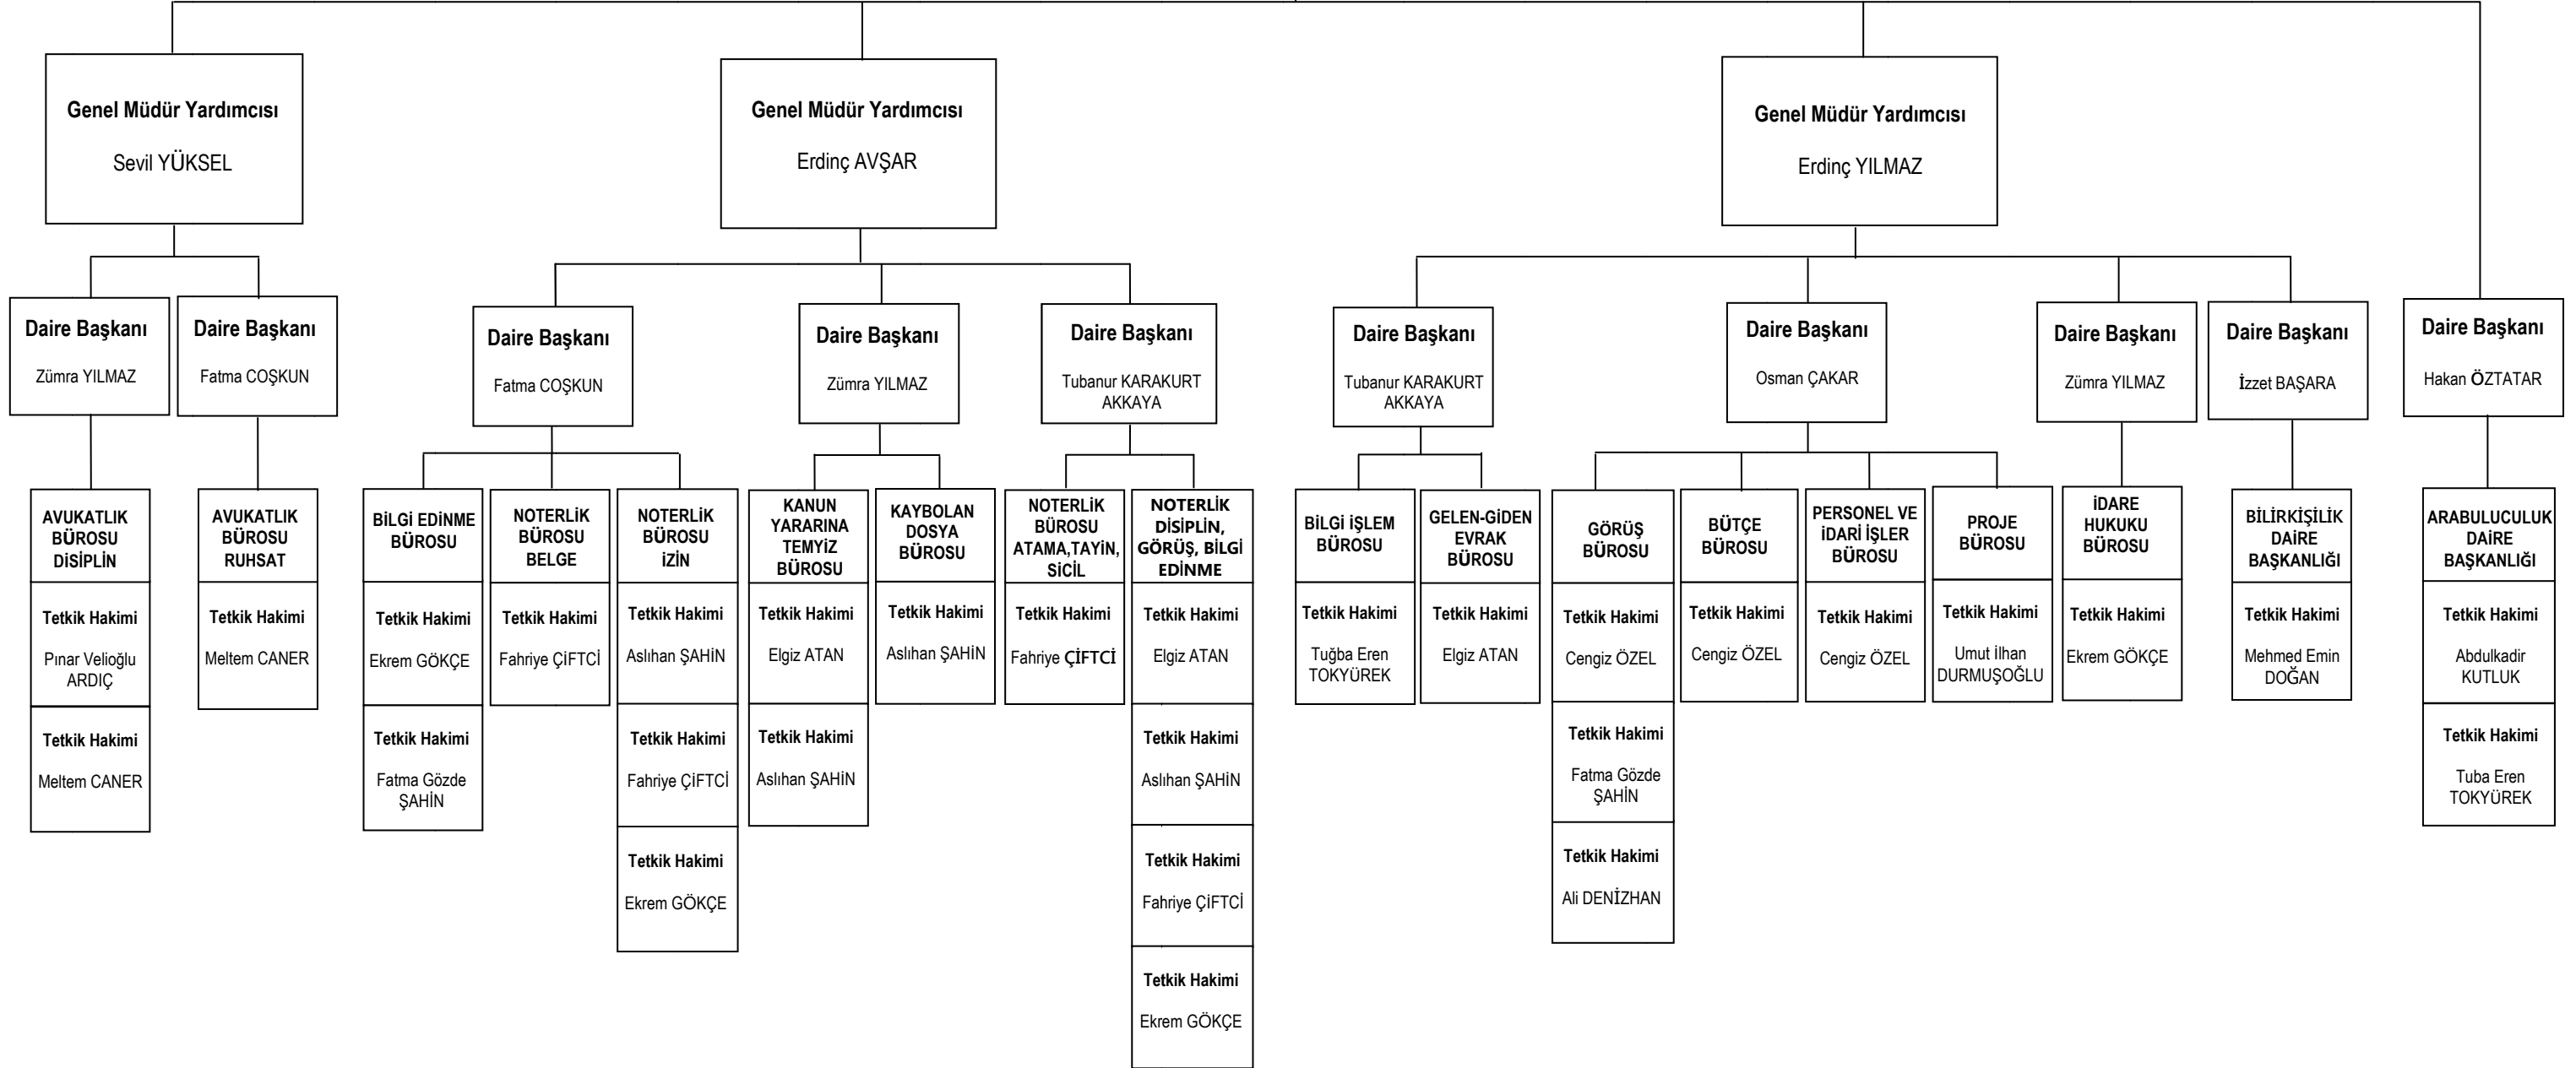 Genel Müdür Yardımcısı
Sevil YÜKSEL
Genel Müdür Yardımcısı
Erdinç AVŞAR
Genel Müdür Yardımcısı
Erdinç YILMAZ
Daire Başkanı
Zümra YILMAZ
Daire Başkanı
Fatma COŞKUN
Daire Başkanı
Fatma COŞKUN
Daire Başkanı
Zümra YILMAZ
Daire Başkanı
Tubanur KARAKURT
AKKAYA
Daire Başkanı
Tubanur KARAKURT
AKKAYA
Daire Başkanı
Osman ÇAKAR
Daire Başkanı
Zümra YILMAZ
Daire Başkanı
İzzet BAŞARA
Daire Başkanı
Hakan ÖZTATAR
AVUKATLIK
BÜROSU
DİSİPLİN
Tetkik Hakimi
Pınar Velioğlu
ARDIÇ
Tetkik Hakimi
Meltem CANER
AVUKATLIK
BÜROSU
RUHSAT
Tetkik Hakimi
Meltem CANER
BİLGİ EDİNME
BÜROSU
Tetkik Hakimi
Ekrem GÖKÇE
Tetkik Hakimi
Fatma Gözde
ŞAHİN
NOTERLİK
BÜROSU
BELGE
Tetkik Hakimi
Fahriye ÇİFTCİ
NOTERLİK
BÜROSU
İZİN
Tetkik Hakimi
Aslıhan ŞAHİN
Tetkik Hakimi
Fahriye ÇİFTCİ
Tetkik Hakimi
Ekrem GÖKÇE
KANUN
YARARINA
TEMYİZ
BÜROSU
Tetkik Hakimi
Elgiz ATAN
Tetkik Hakimi
Aslıhan ŞAHİN
KAYBOLAN
DOSYA
BÜROSU
Tetkik Hakimi
Aslıhan ŞAHİN
NOTERLİK
BÜROSU
ATAMA,TAYİN,
SİCİL
Tetkik Hakimi
Fahriye ÇİFTCİ
NOTERLİK
DİSİPLİN,
GÖRÜŞ, BİLGİ
EDİNME
Tetkik Hakimi
Elgiz ATAN
Tetkik Hakimi
Aslıhan ŞAHİN
Tetkik Hakimi
Fahriye ÇİFTCİ
Tetkik Hakimi
Ekrem GÖKÇE
BİLGİ İŞLEM
BÜROSU
Tetkik Hakimi
Tuğba Eren
TOKYÜREK
GELEN-GİDEN
EVRAK
BÜROSU
Tetkik Hakimi
Elgiz ATAN
GÖRÜŞ
BÜROSU
Tetkik Hakimi
Cengiz ÖZEL
Tetkik Hakimi
Fatma Gözde
ŞAHİN
Tetkik Hakimi
Ali DENİZHAN
BÜTÇE
BÜROSU
Tetkik Hakimi
Cengiz ÖZEL
PERSONEL VE
İDARİ İŞLER
BÜROSU
Tetkik Hakimi
Cengiz ÖZEL
PROJE
BÜROSU
Tetkik Hakimi
Umut İlhan
DURMUŞOĞLU
İDARE
HUKUKU
BÜROSU
Tetkik Hakimi
Ekrem GÖKÇE
BİLİRKİŞİLİK
DAİRE
BAŞKANLIĞI
Tetkik Hakimi
Mehmed Emin
DOĞAN
ARABULUCULUK
DAİRE
BAŞKANLIĞI
Tetkik Hakimi
Abdulkadir
KUTLUK
Tetkik Hakimi
Tuba Eren
TOKYÜREK